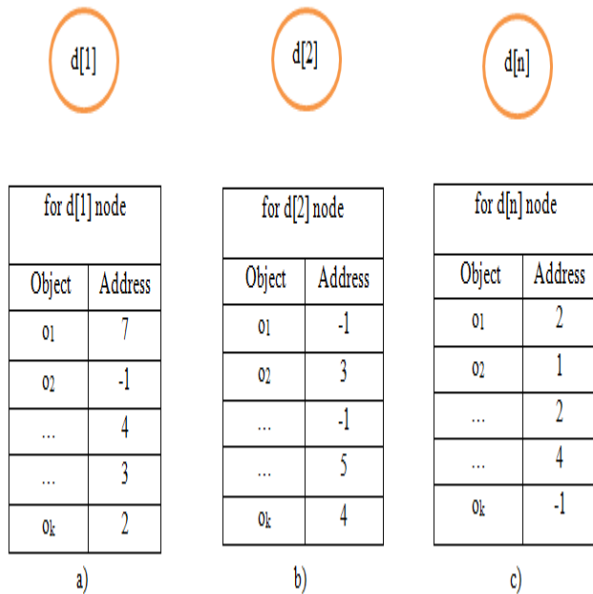 d[1] d[2] d[n]
for d[1] node
Object Address
o1 7
o2 -1
... 4
... 3
ok 2
a)
for d[2] node
Object Address
o1 -1
o2 3
... -1
... 5
ok 4
b)
for d[n] node
Object Address
o1 2
o2 1
... 2
... 4
ok -1
c)